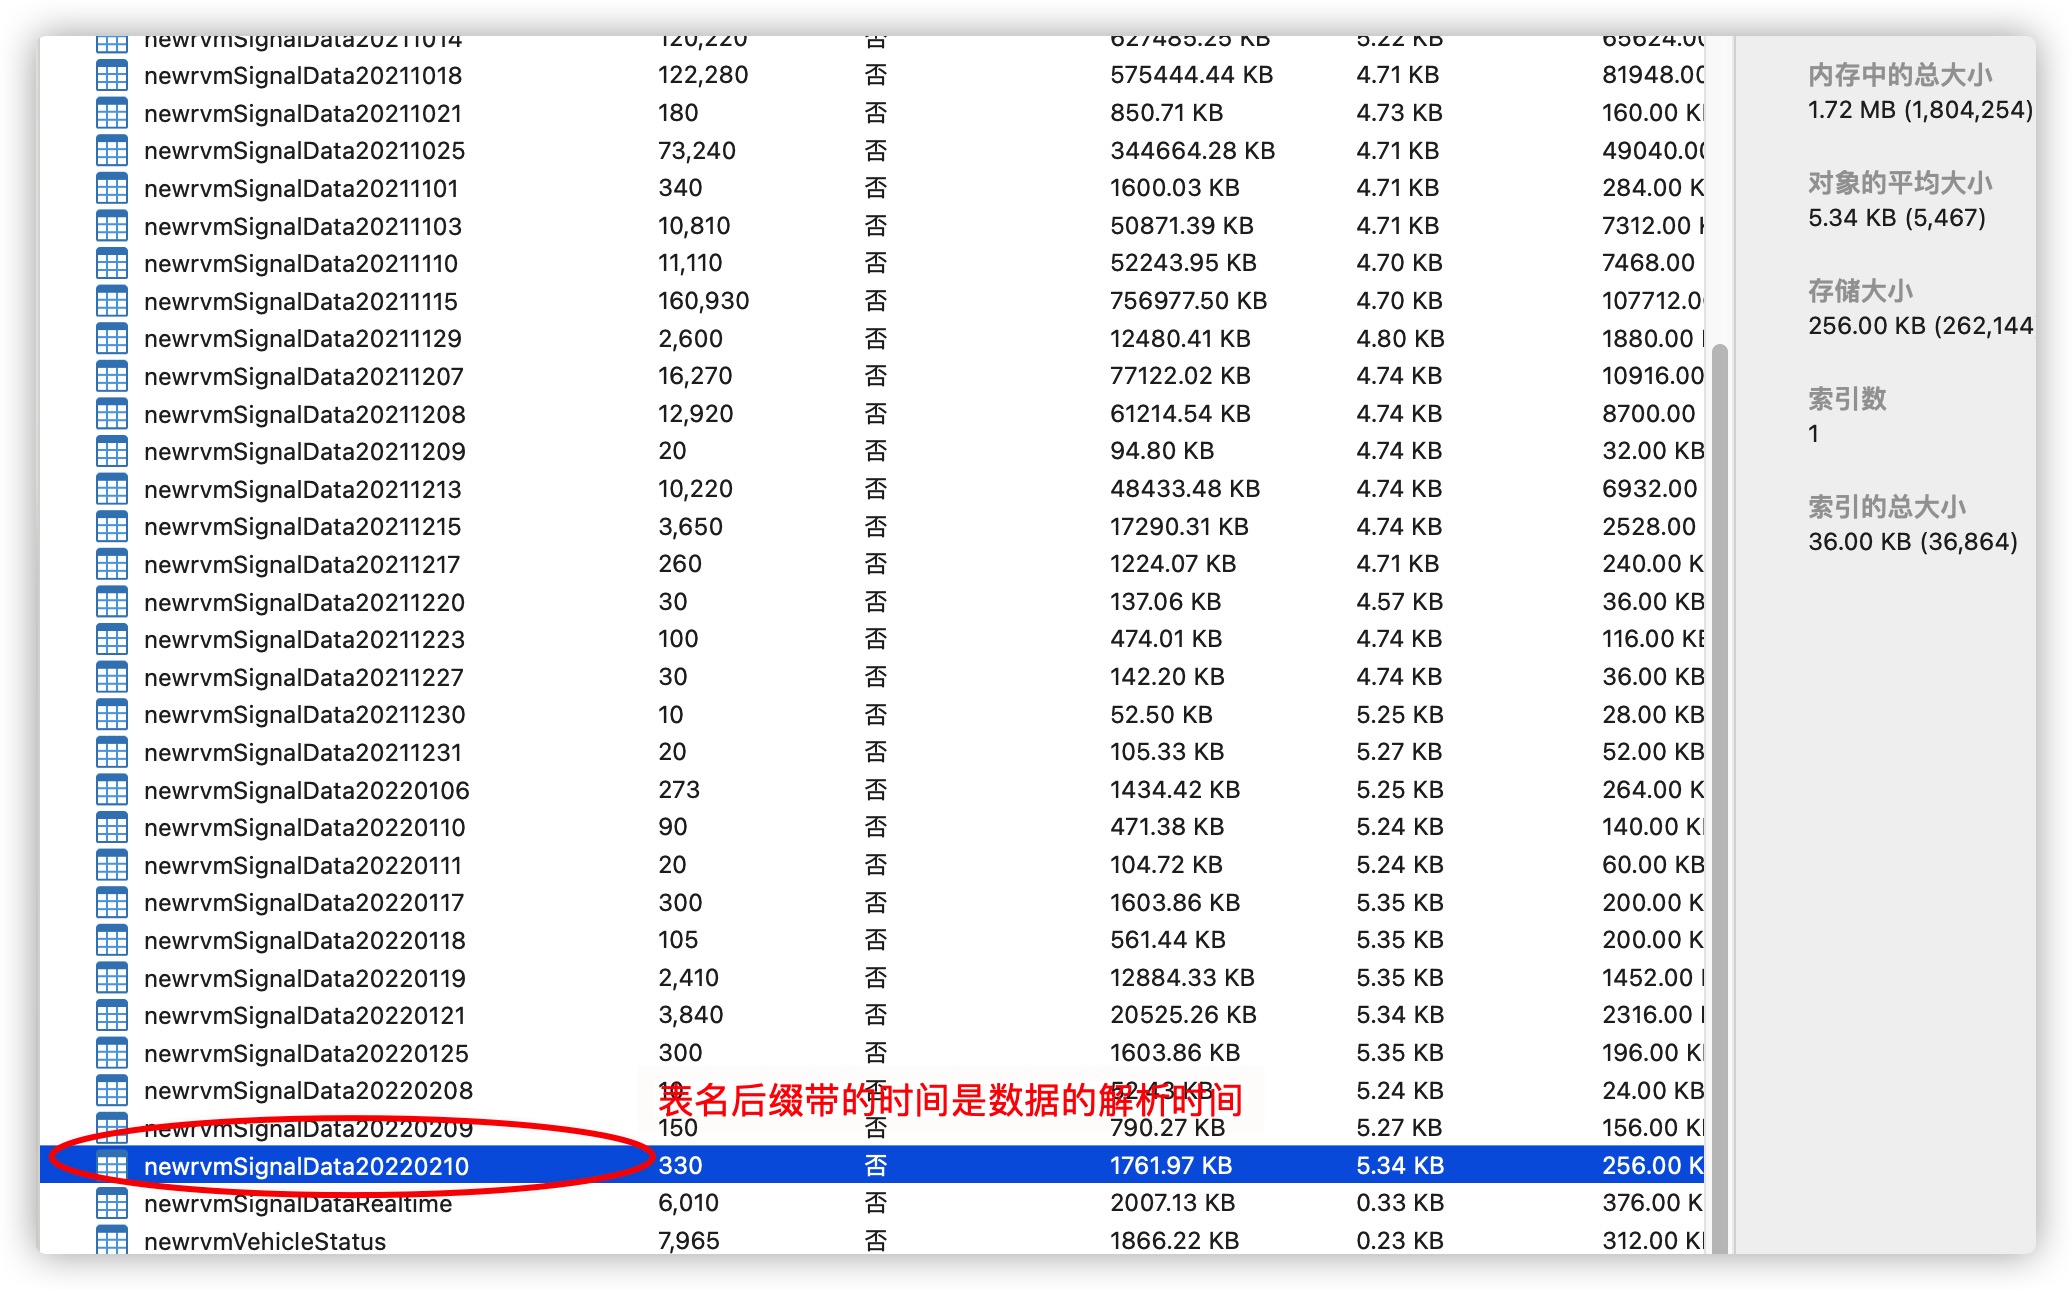 newrvmSignalData20211014 120,220 否 627485.25 KB 5.22 KB 65624.0
newrvmSignalData20211018 122,280 否 575444.44 KB 4.71 KB 81948.00
newrvmSignalData20211021 180 否 850.71 KB 4.73 KB 160.00 K
newrvmSignalData20211025 73,240 否 344664.28 KB 4.71 KB 49040.00
newrvmSignalData20211101 340 否 1600.03 KB 4.71 KB 284.00 K
newrvmSignalData20211103 10,810 否 50871.39 KB 4.71 KB 7312.00
newrvmSignalData20211110 11,110 否 52243.95 KB 4.70 KB 7468.00
newrvmSignalData20211115 160,930 否 756977.50 KB 4.70 KB 107712.0
newrvmSignalData20211129 2,600 否 12480.41 KB 4.80 KB 1880.00
newrvmSignalData20211207 16,270 否 77122.02 KB 4.74 KB 10916.00
newrvmSignalData20211208 12,920 否 61214.54 KB 4.74 KB 8700.00
newrvmSignalData20211209 20 否 94.80 KB 4.74 KB 32.00 KB
newrvmSignalData20211213 10,220 否 48433.48 KB 4.74 KB 6932.00
newrvmSignalData20211215 3,650 否 17290.31 KB 4.74 KB 2528.00
newrvmSignalData20211217 260 否 1224.07 KB 4.71 KB 240.00 K
newrvmSignalData20211220 30 否 137.06 KB 4.57 KB 36.00 KB
newrvmSignalData20211223 100 否 474.01 KB 4.74 KB 116.00 KB
newrvmSignalData20211227 30 否 142.20 KB 4.74 KB 36.00 KB
newrvmSignalData20211230 10 否 52.50 KB 5.25 KB 28.00 KB
newrvmSignalData20211231 20 否 105.33 KB 5.27 KB 52.00 KB
newrvmSignalData20220106 273 否 1434.42 KB 5.25 KB 264.00 K
newrvmSignalData20220110 90 否 471.38 KB 5.24 KB 140.00 K
newrvmSignalData20220111 20 否 104.72 KB 5.24 KB 60.00 KB
newrvmSignalData20220117 300 否 1603.86 KB 5.35 KB 200.00 K
newrvmSignalData20220118 105 否 561.44 KB 5.35 KB 200.00 K
newrvmSignalData20220119 2,410 否 12884.33 KB 5.35 KB 1452.00
newrvmSignalData20220121 3,840 否 20525.26 KB 5.34 KB 2316.00
newrvmSignalData20220125 300 否 1603.86 KB 5.35 KB 196.00 K
newrvmSignalData20220208 10 否 52.43 KB 5.24 KB 24.00 KB
表名后缀带的时间是数据的解析时间
newrvmSignalData20220209 150 否 790.27 KB 5.27 KB 156.00 K
newrvmSignalData20220210 330 否 1761.97 KB 5.34 KB 256.00 K
newrvmSignalDataRealtime 6,010 否 2007.13 KB 0.33 KB 376.00 K
newrvmVehicleStatus 7,965 否 1866.22 KB 0.23 KB 312.00 K
内存中的总大小
1.72 MB (1,804,254)
对象的平均大小
5.34 KB (5,467)
存储大小
256.00 KB (262,144
索引数
1
索引的总大小
36.00 KB (36,864)